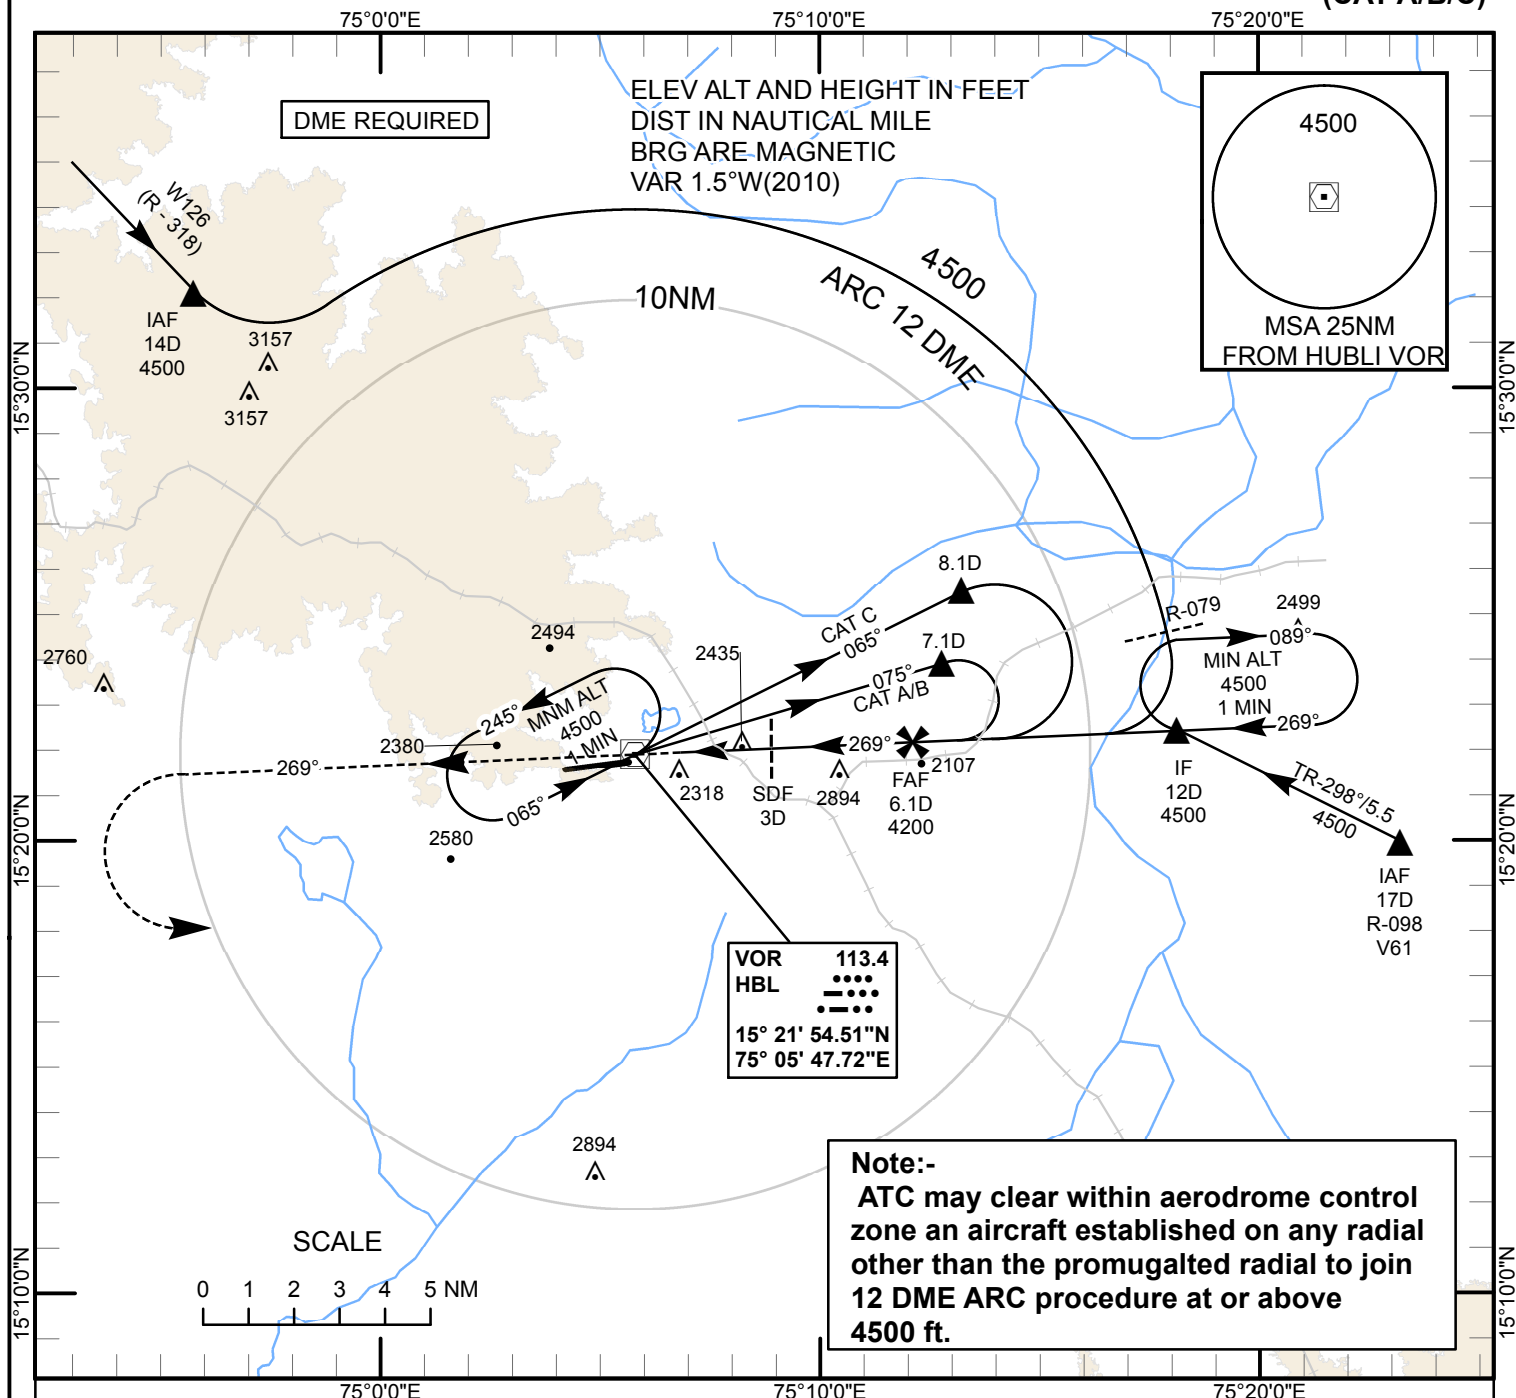 (CAT A/B/C)
75°0'0"E
75°10'0"E
75°20'0"E
DME REQUIRED
ELEV ALT AND HEIGHT IN FEET
DIST IN NAUTICAL MILE
BRG ARE MAGNETIC
VAR 1.5°W(2010)
4500
MSA 25NM
FROM HUBLI VOR
W126
(R - 318)
IAF
14D
4500
3157
3157
10NM
4500
ARC 12 DME
15°30'0"N
15°30'0"N
8.1D
CAT C
065°
7.1D
075°
CAT A/B
R-079
2499
089°
MIN ALT
4500
1 MIN
269°
2760
2494
2435
245°
MNM ALT
4500
1 MIN
2380
269°
065°
2580
2318
SDF
3D
2894
269°
FAF
6.1D
4200
2107
IF
12D
4500
TR-298°/5.5
4500
IAF
17D
R-098
V61
15°20'0"N
15°20'0"N
VOR 113.4
HBL
15° 21' 54.51"N
75° 05' 47.72"E
2894
SCALE
0 1 2 3 4 5 NM
Note:-
ATC may clear within aerodrome control
zone an aircraft established on any radial
other than the promugalted radial to join
12 DME ARC procedure at or above
4500 ft.
15°10'0"N
15°10'0"N
75°0'0"E
75°10'0"E
75°20'0"E